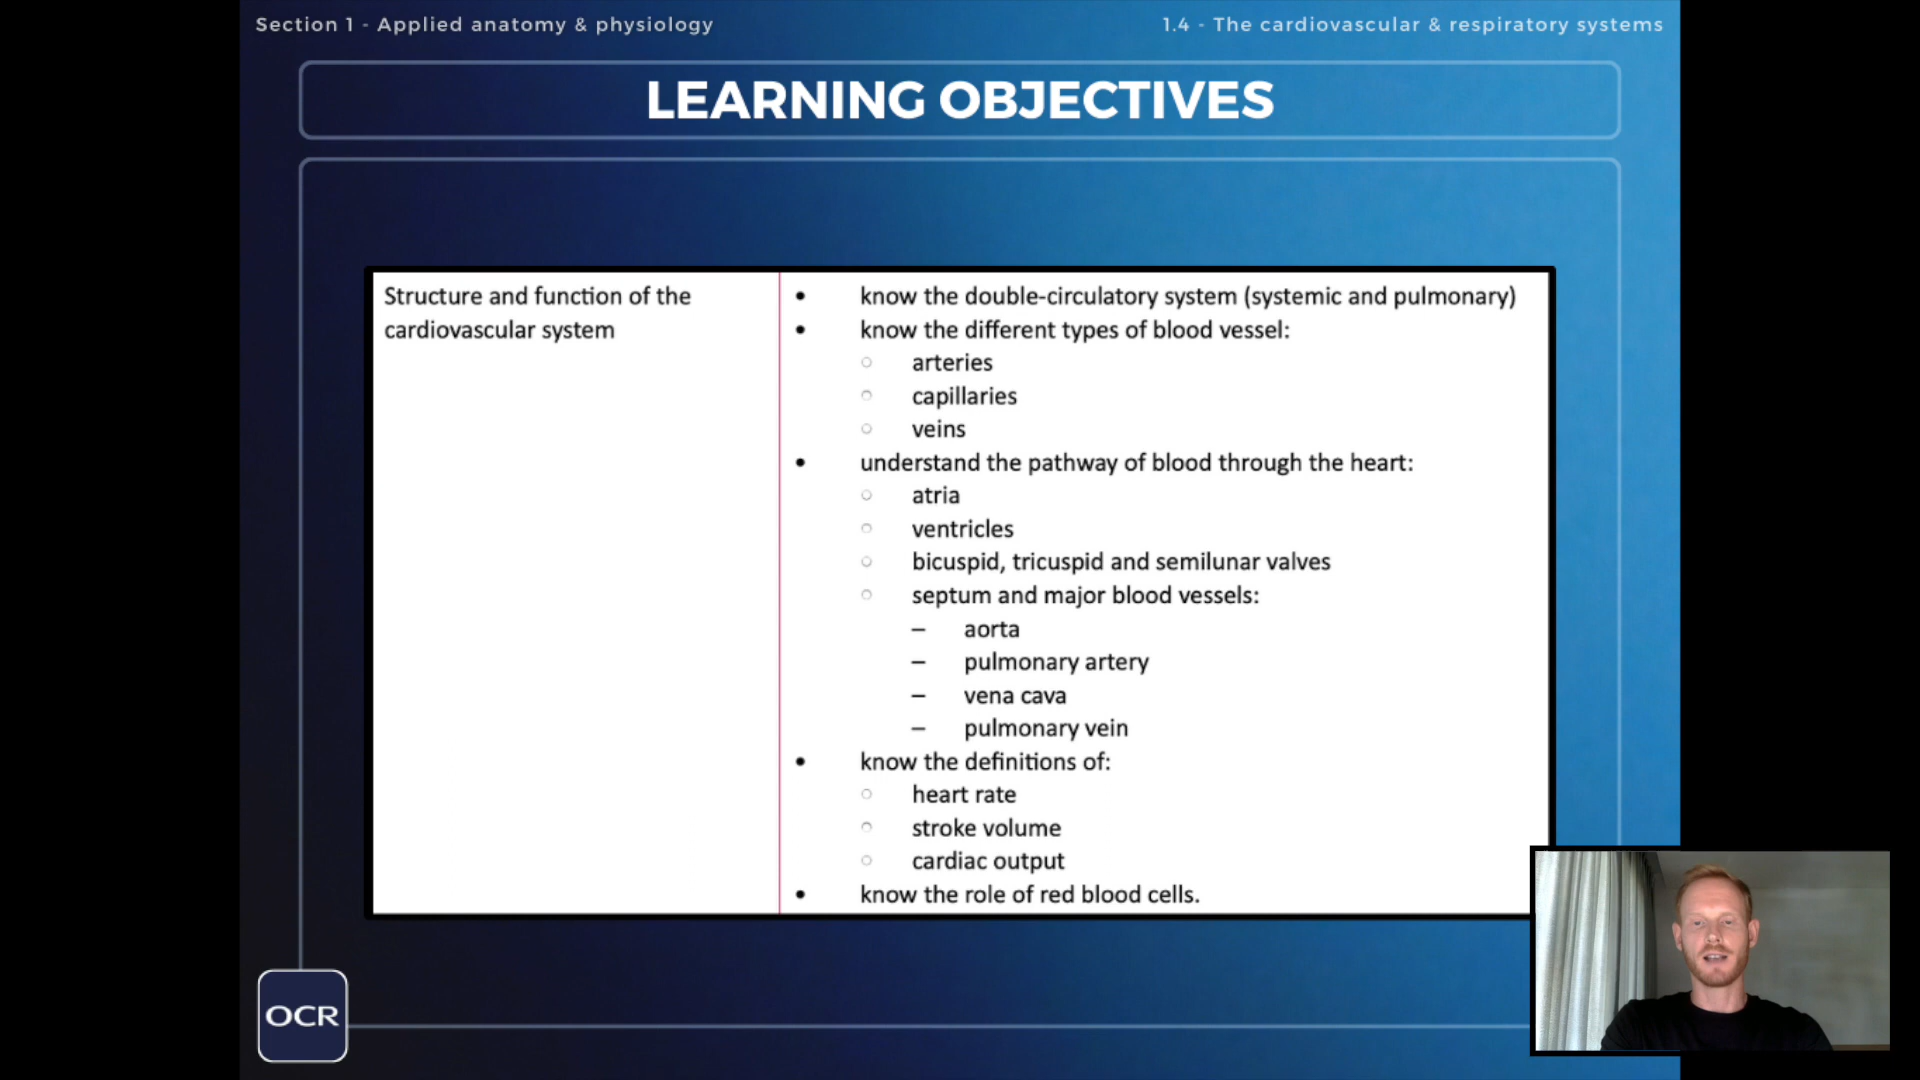 Section 1 - Applied anatomy & physiology
1.4 - The cardiovascular & respiratory systems
LEARNING OBJECTIVES
Structure and function of the
cardiovascular system
• know the double-circulatory system (systemic and pulmonary)
• know the different types of blood vessel:
○ arteries
○ capillaries
○ veins
• understand the pathway of blood through the heart:
○ atria
○ ventricles
○ bicuspid, tricuspid and semilunar valves
○ septum and major blood vessels:
– aorta
– pulmonary artery
– vena cava
– pulmonary vein
• know the definitions of:
○ heart rate
○ stroke volume
○ cardiac output
• know the role of red blood cells.
OCR